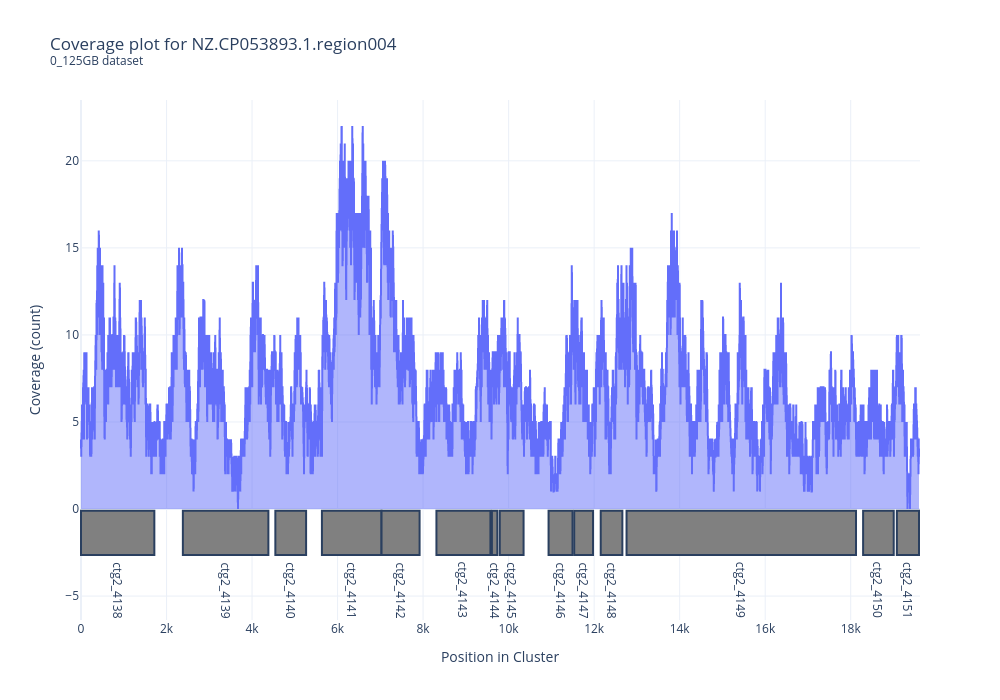 Coverage plot for NZ.CP053893.1.region004
0_125GB dataset
Coverage (count)
20
15
10
5
0
−5
ctg2_4138
ctg2_4139
ctg2_4140
ctg2_4141
ctg2_4142
ctg2_4143
ctg2_4144
ctg2_4145
ctg2_4146
ctg2_4147
ctg2_4148
ctg2_4149
ctg2_4150
ctg2_4151
0 2k 4k 6k 8k 10k 12k 14k 16k 18k
Position in Cluster